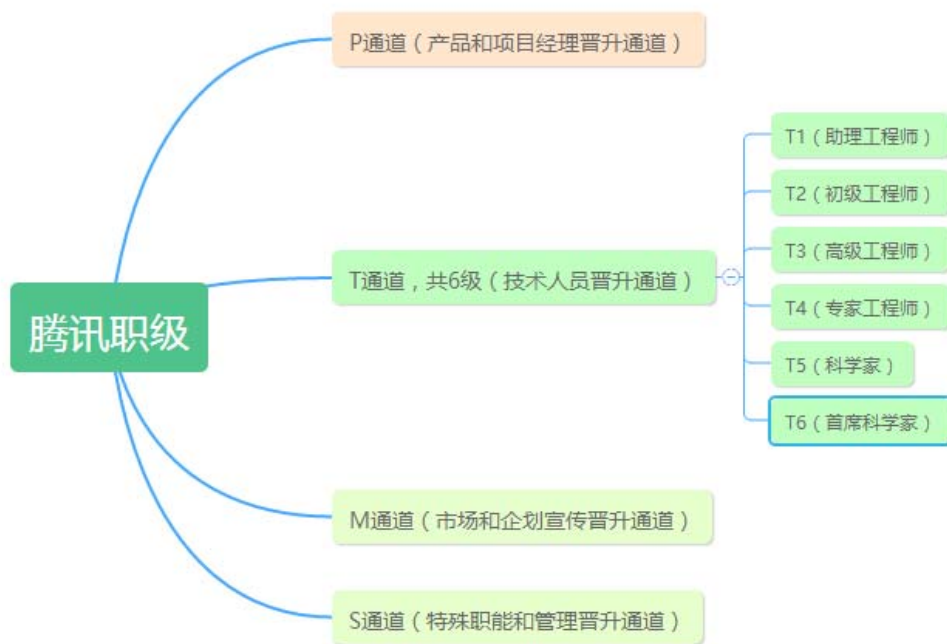 腾讯职级
P通道（产品和项目经理晋升通道）
T通道，共6级（技术人员晋升通道）
T1（助理工程师）
T2（初级工程师）
T3（高级工程师）
T4（专家工程师）
T5（科学家）
T6（首席科学家）
M通道（市场和企划宣传晋升通道）
S通道（特殊职能和管理晋升通道）